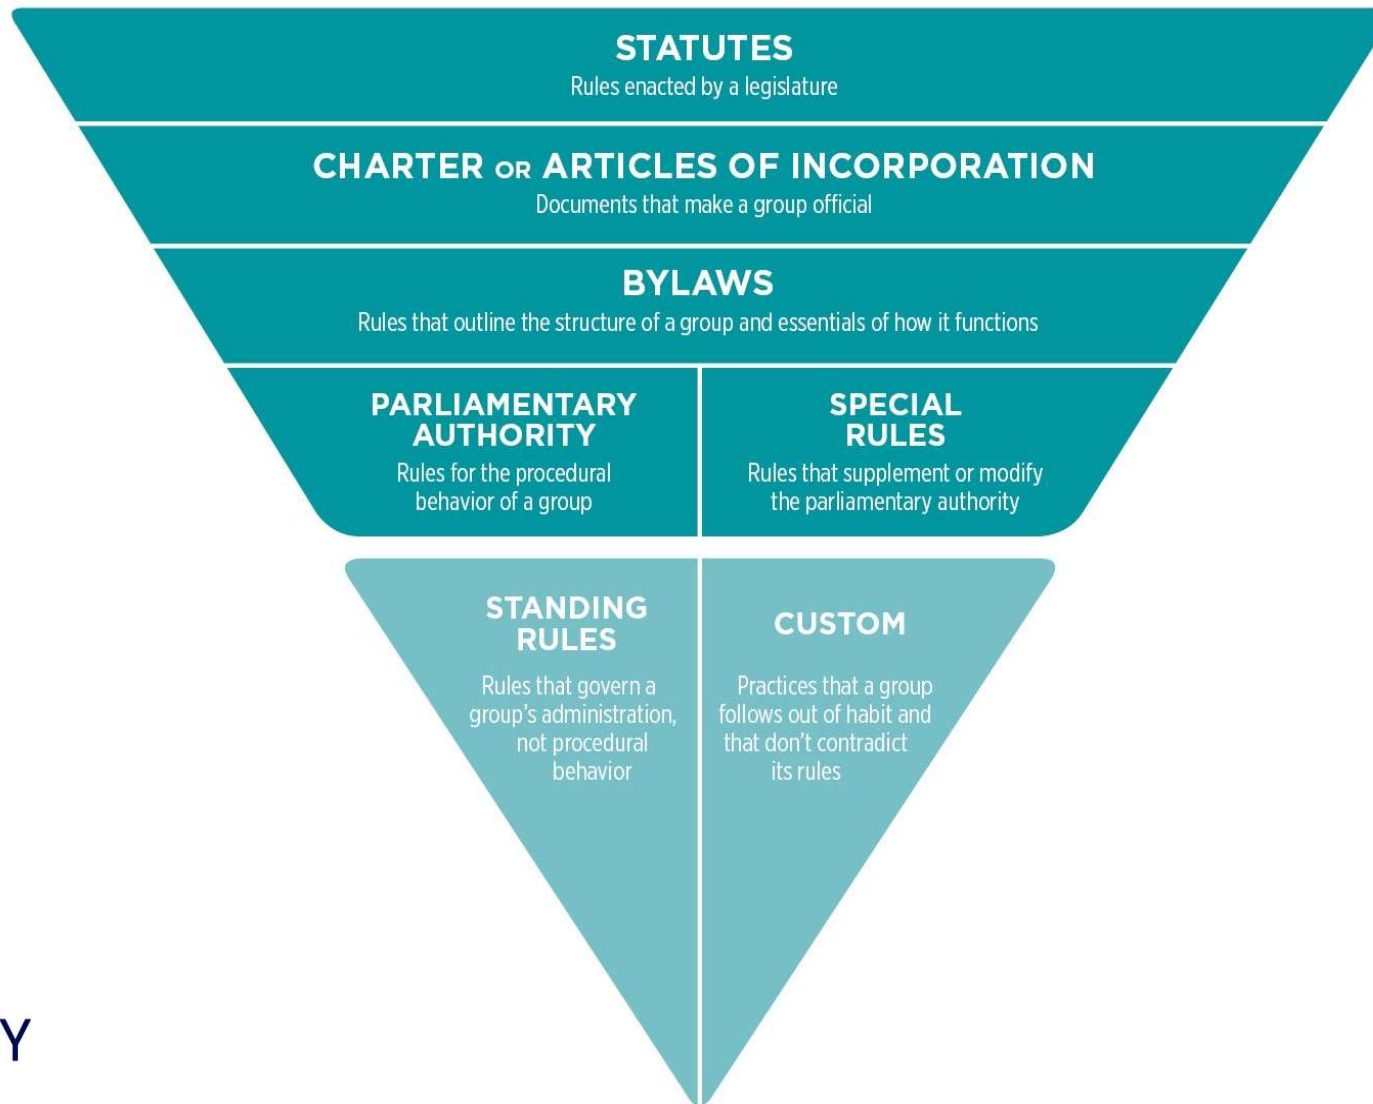 STATUTES
Rules enacted by a legislature
CHARTER OR ARTICLES OF INCORPORATION
Documents that make a group official
BYLAWS
Rules that outline the structure of a group and essentials of how it functions
PARLIAMENTARY
AUTHORITY
Rules for the procedural
behavior of a group
SPECIAL
RULES
Rules that supplement or modify
the parliamentary authority
STANDING
RULES
Rules that govern a
group's administration,
not procedural
behavior
CUSTOM
Practices that a group
follows out of habit and
that don't contradict
its rules
Y